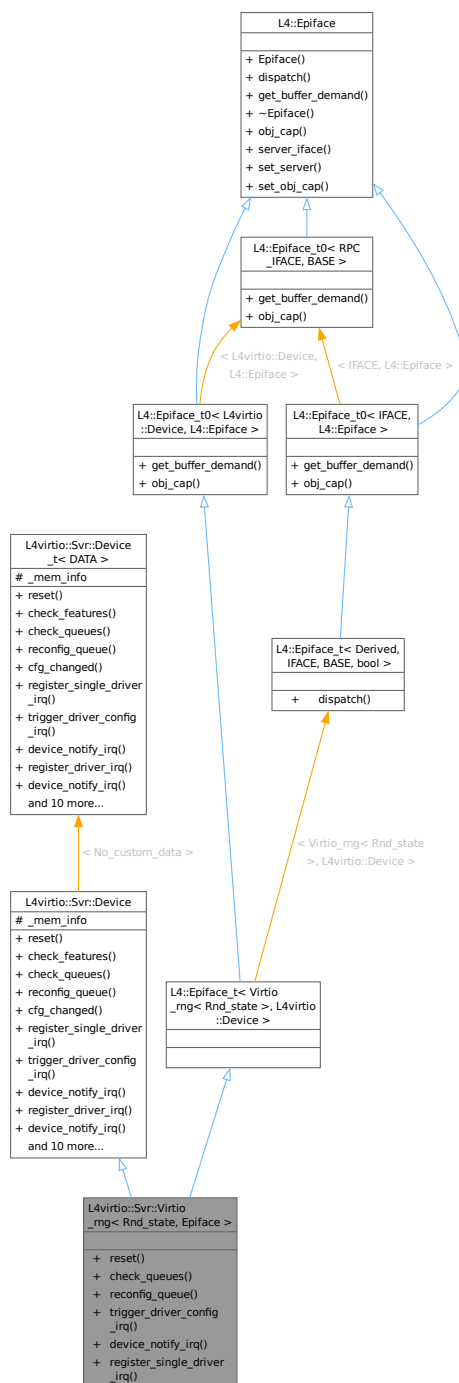 L4::Epiface
+ Epiface()
+ dispatch()
+ get_buffer_demand()
+ ~Epiface()
+ obj_cap()
+ server_iface()
+ set_server()
+ set_obj_cap()
L4::Epiface_t0< RPC
_IFACE, BASE >
+ get_buffer_demand()
+ obj_cap()
< L4virtio::Device,
L4::Epiface >
< IFACE, L4::Epiface >
L4::Epiface_t0< L4virtio
::Device, L4::Epiface >
+ get_buffer_demand()
+ obj_cap()
L4::Epiface_t0< IFACE,
L4::Epiface >
+ get_buffer_demand()
+ obj_cap()
L4virtio::Svr::Device
_t< DATA >
# _mem_info
+ reset()
+ check_features()
+ check_queues()
+ reconfig_queue()
+ cfg_changed()
+ register_single_driver
_irq()
+ trigger_driver_config
_irq()
+ device_notify_irq()
+ register_driver_irq()
+ device_notify_irq()
and 10 more...
L4::Epiface_t< Derived,
IFACE, BASE, bool >
+ dispatch()
< No_custom_data >
< Virtio_rng< Rnd_state
>, L4virtio::Device >
L4virtio::Svr::Device
# _mem_info
+ reset()
+ check_features()
+ check_queues()
+ reconfig_queue()
+ cfg_changed()
+ register_single_driver
_irq()
+ trigger_driver_config
_irq()
+ device_notify_irq()
+ register_driver_irq()
+ device_notify_irq()
and 10 more...
L4::Epiface_t< Virtio
_rng< Rnd_state >, L4virtio
::Device >
L4virtio::Svr::Virtio
_rng< Rnd_state, Epiface >
+ reset()
+ check_queues()
+ reconfig_queue()
+ trigger_driver_config
_irq()
+ device_notify_irq()
+ register_single_driver
_irq()